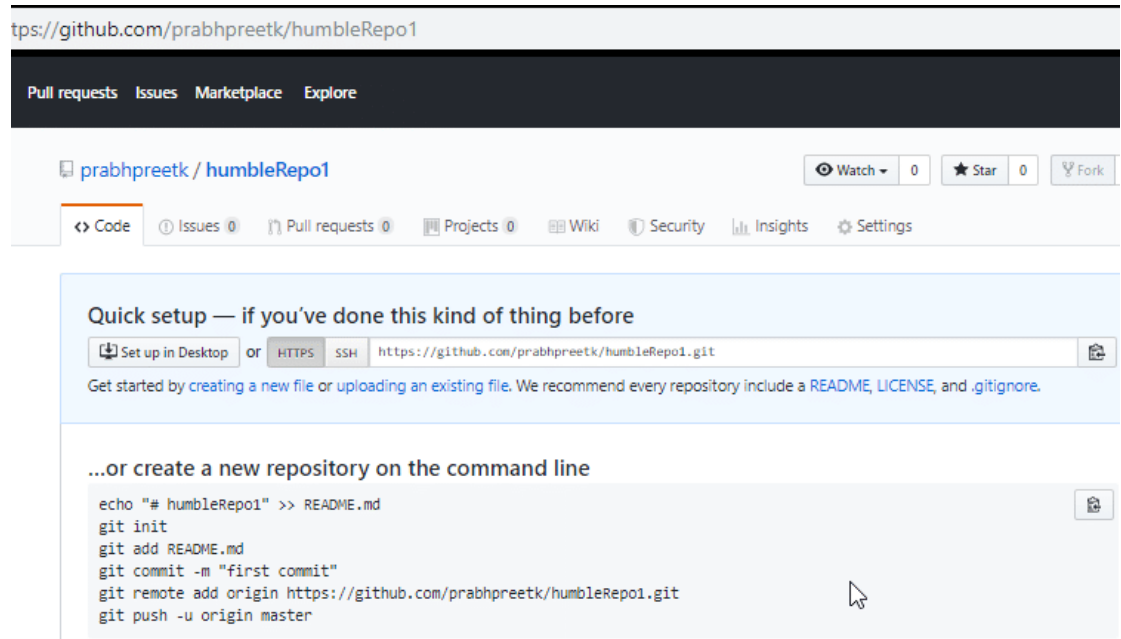 tps://github.com/prabhpreetk/humbleRepo1
Pull requests Issues Marketplace Explore
prabhpreetk / humbleRepo1 Watch 0 Star 0 Fork
<> Code Issues 0 Pull requests 0 Projects 0 Wiki Security Insights Settings
Quick setup — if you’ve done this kind of thing before
Set up in Desktop or HTTPS SSH https://github.com/prabhpreetk/humbleRepo1.git
Get started by creating a new file or uploading an existing file. We recommend every repository include a README, LICENSE, and .gitignore.
…or create a new repository on the command line
echo "# humbleRepo1" >> README.md
git init
git add README.md
git commit -m "first commit"
git remote add origin https://github.com/prabhpreetk/humbleRepo1.git
git push -u origin master